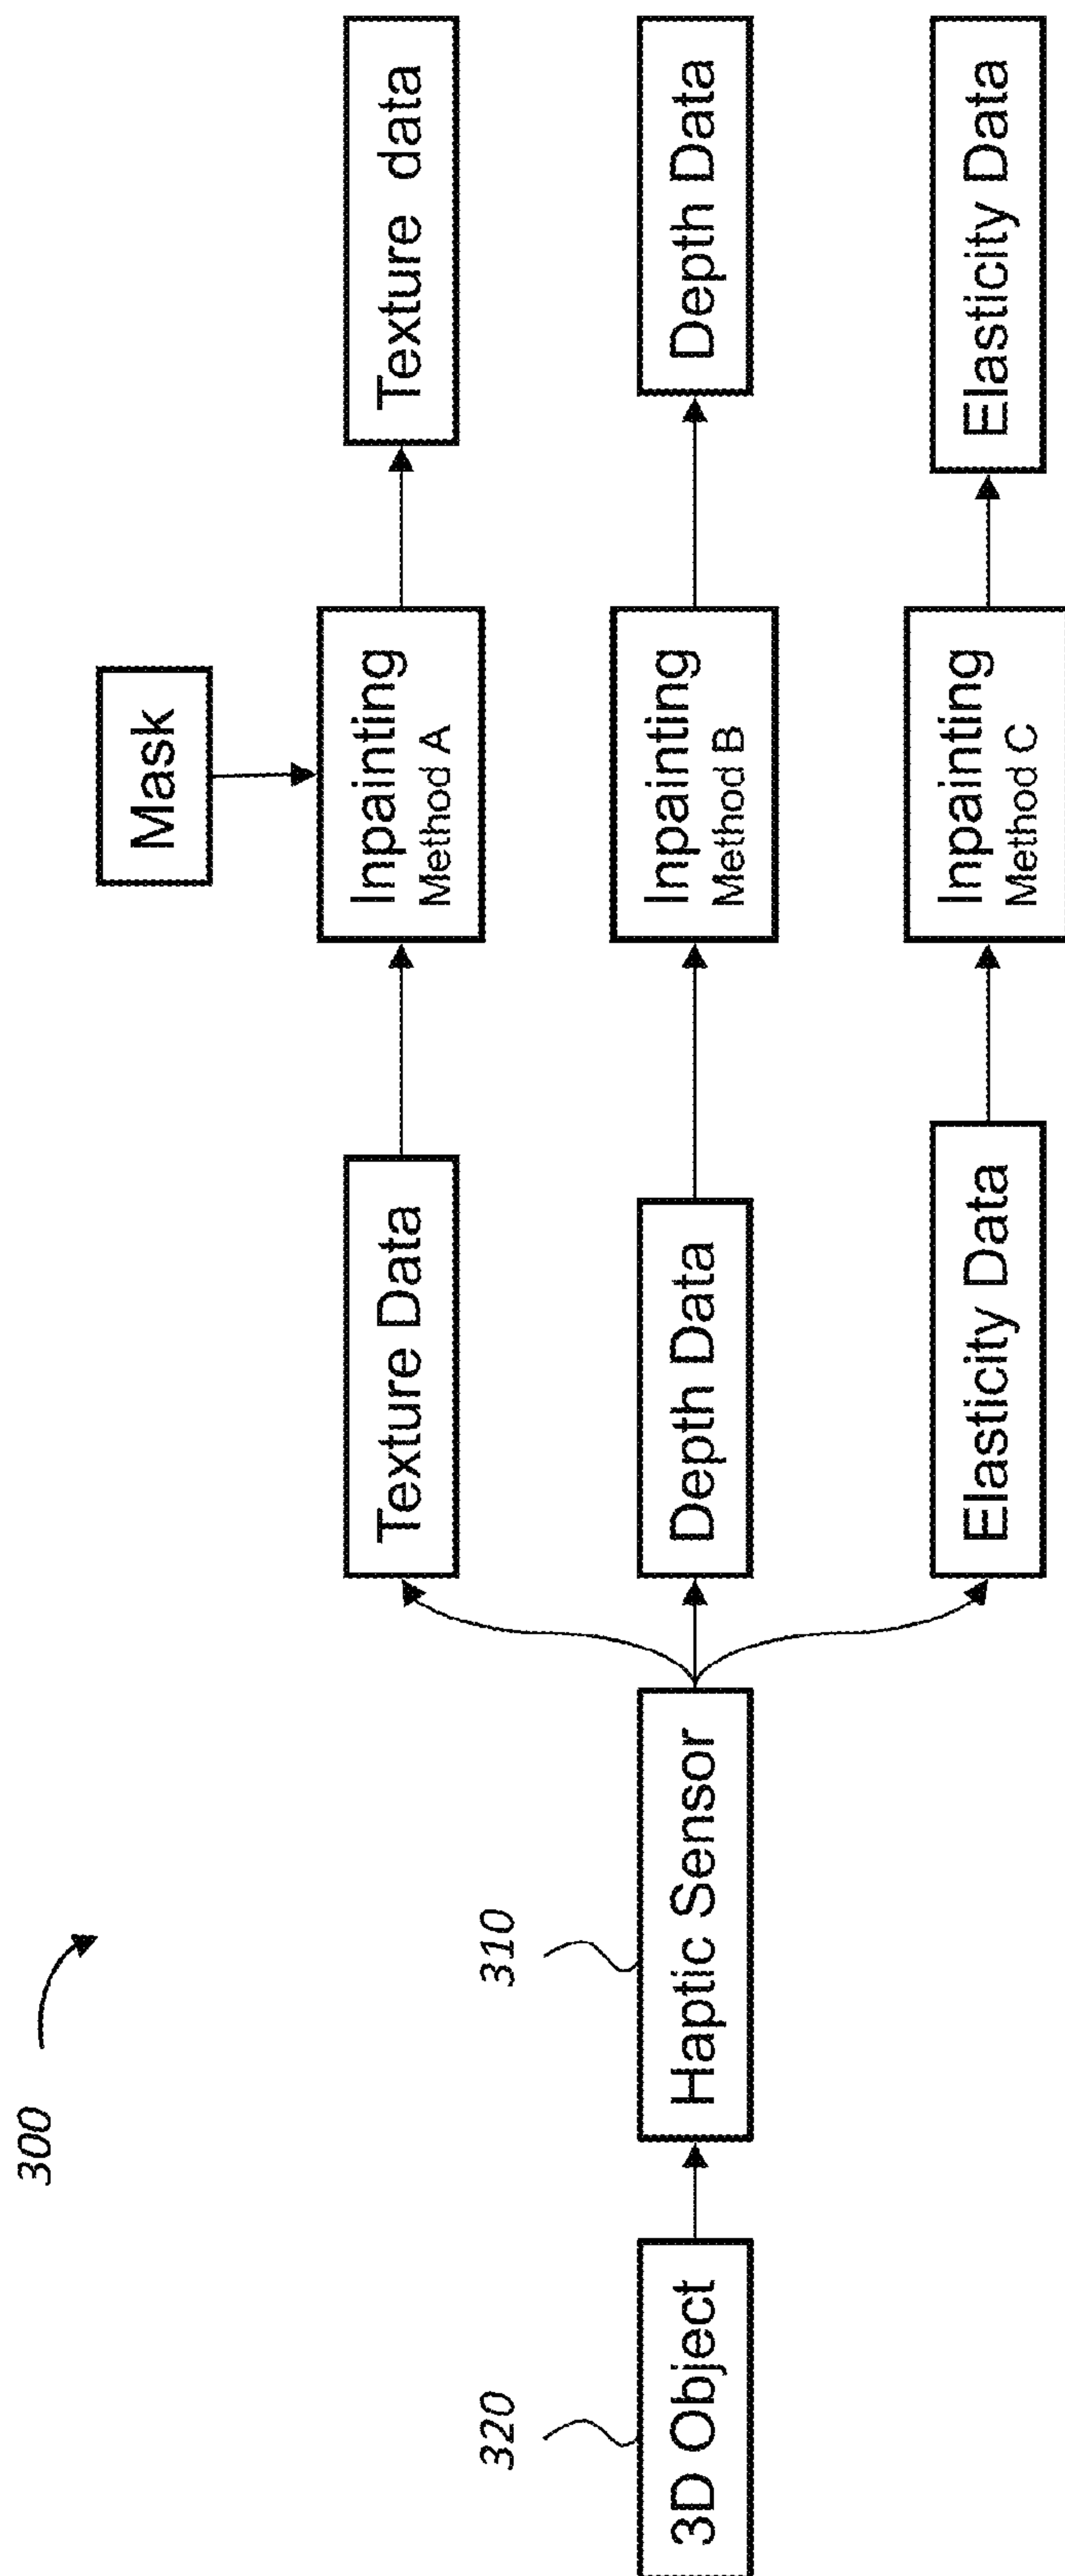 300
Mask
Texture Data
Inpainting
Method A
Texture data
320
310
3D Object
Haptic Sensor
Depth Data
Inpainting
Method B
Depth Data
Elasticity Data
Inpainting
Method C
Elasticity Data